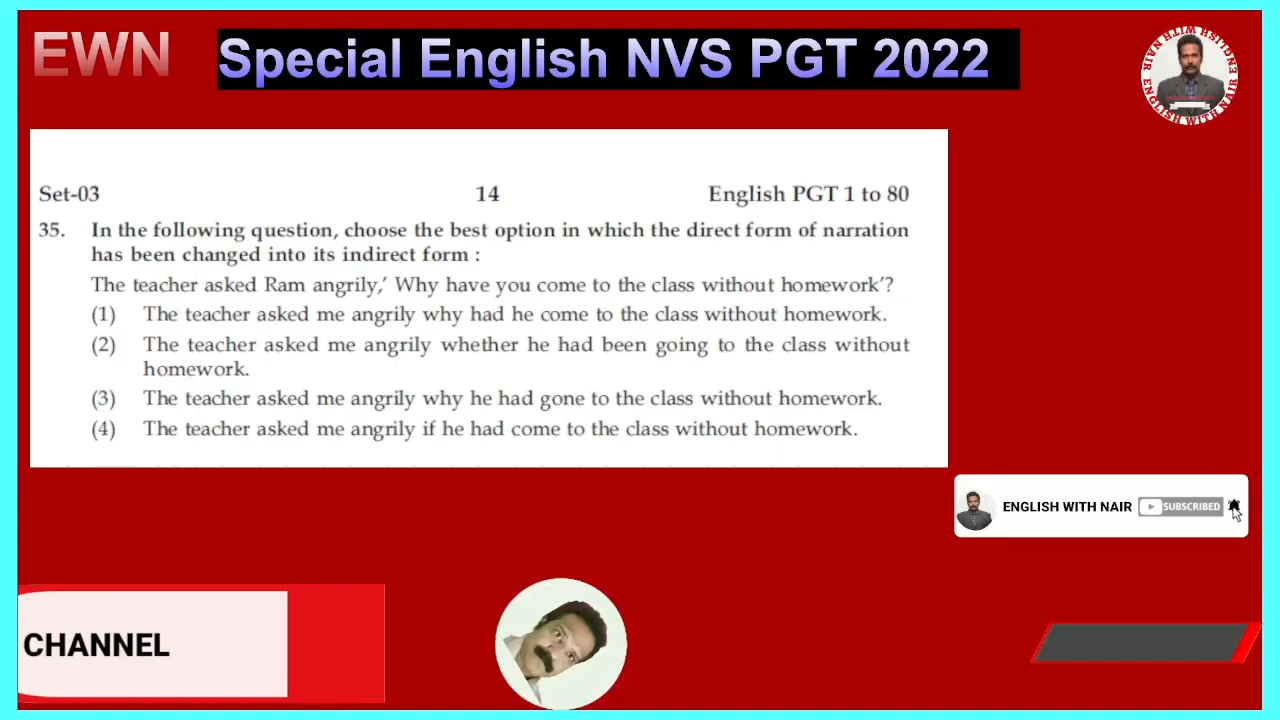 EWN
Special English NVS PGT 2022
ENGLISH WITH NAIR ENGLISH WITH NAIR
Set-03 14 English PGT 1 to 80
35. In the following question, choose the best option in which the direct form of narration
has been changed into its indirect form :
The teacher asked Ram angrily,’ Why have you come to the class without homework’?
(1) The teacher asked me angrily why had he come to the class without homework.
(2) The teacher asked me angrily whether he had been going to the class without
homework.
(3) The teacher asked me angrily why he had gone to the class without homework.
(4) The teacher asked me angrily if he had come to the class without homework.
ENGLISH WITH NAIR SUBSCRIBED
CHANNEL